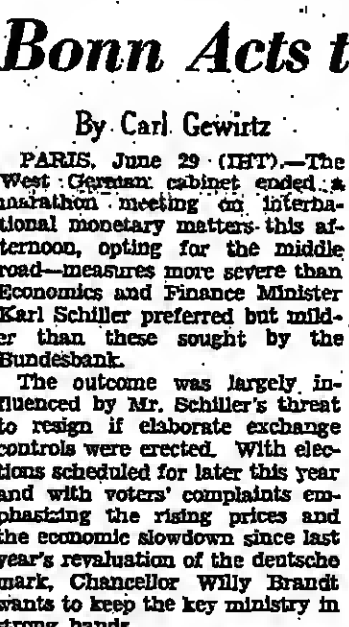 Bonn Acts t
By Carl Gewirtz
PARIS, June 29 (IHT).—The
West German cabinet ended a
marathon meeting on interna-
tional monetary matters this af-
ternoon, opting for the middle
road—measures more severe than
Economics and Finance Minister
Karl Schiller preferred but mild-
er than these sought by the
Bundesbank.
The outcome was largely in-
fluenced by Mr. Schiller's threat
to resign if elaborate exchange
controls were erected. With elec-
tions scheduled for later this year
and with voters' complaints em-
phasizing the rising prices and
the economic slowdown since last
year's revaluation of the deutsche
mark, Chancellor Willy Brandt
wants to keep the key ministry in
strong hands